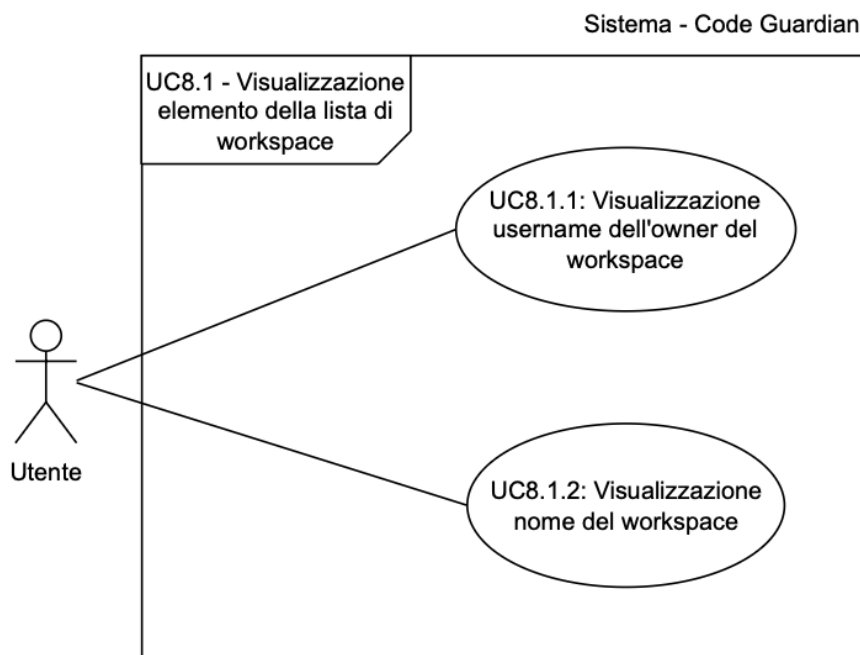 Sistema - Code Guardian
UC8.1 - Visualizzazione
elemento della lista di
workspace
UC8.1.1: Visualizzazione
username dell'owner del
workspace
Utente
UC8.1.2: Visualizzazione
nome del workspace